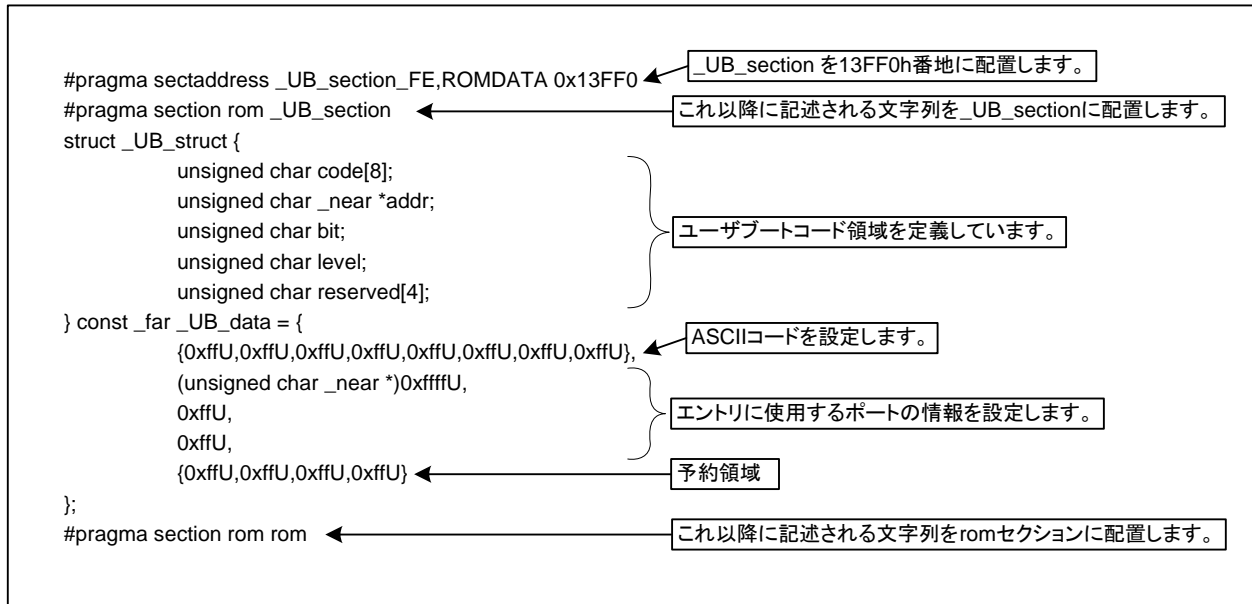 #pragma sectaddress _UB_section_FE,ROMDATA 0x13FF0
_UB_section を13FF0h番地に配置します。
#pragma section rom _UB_section
これ以降に記述される文字列を_UB_sectionに配置します。
struct _UB_struct {
unsigned char code[8];
unsigned char _near *addr;
unsigned char bit;
unsigned char level;
unsigned char reserved[4];
ユーザブートコード領域を定義しています。
} const _far _UB_data = {
{0xffU,0xffU,0xffU,0xffU,0xffU,0xffU,0xffU,0xffU},
ASCIIコードを設定します。
(unsigned char _near *)0xffffU,
0xffU,
0xffU,
エントリに使用するポートの情報を設定します。
{0xffU,0xffU,0xffU,0xffU}
予約領域
};
#pragma section rom rom
これ以降に記述される文字列をromセクションに配置します。